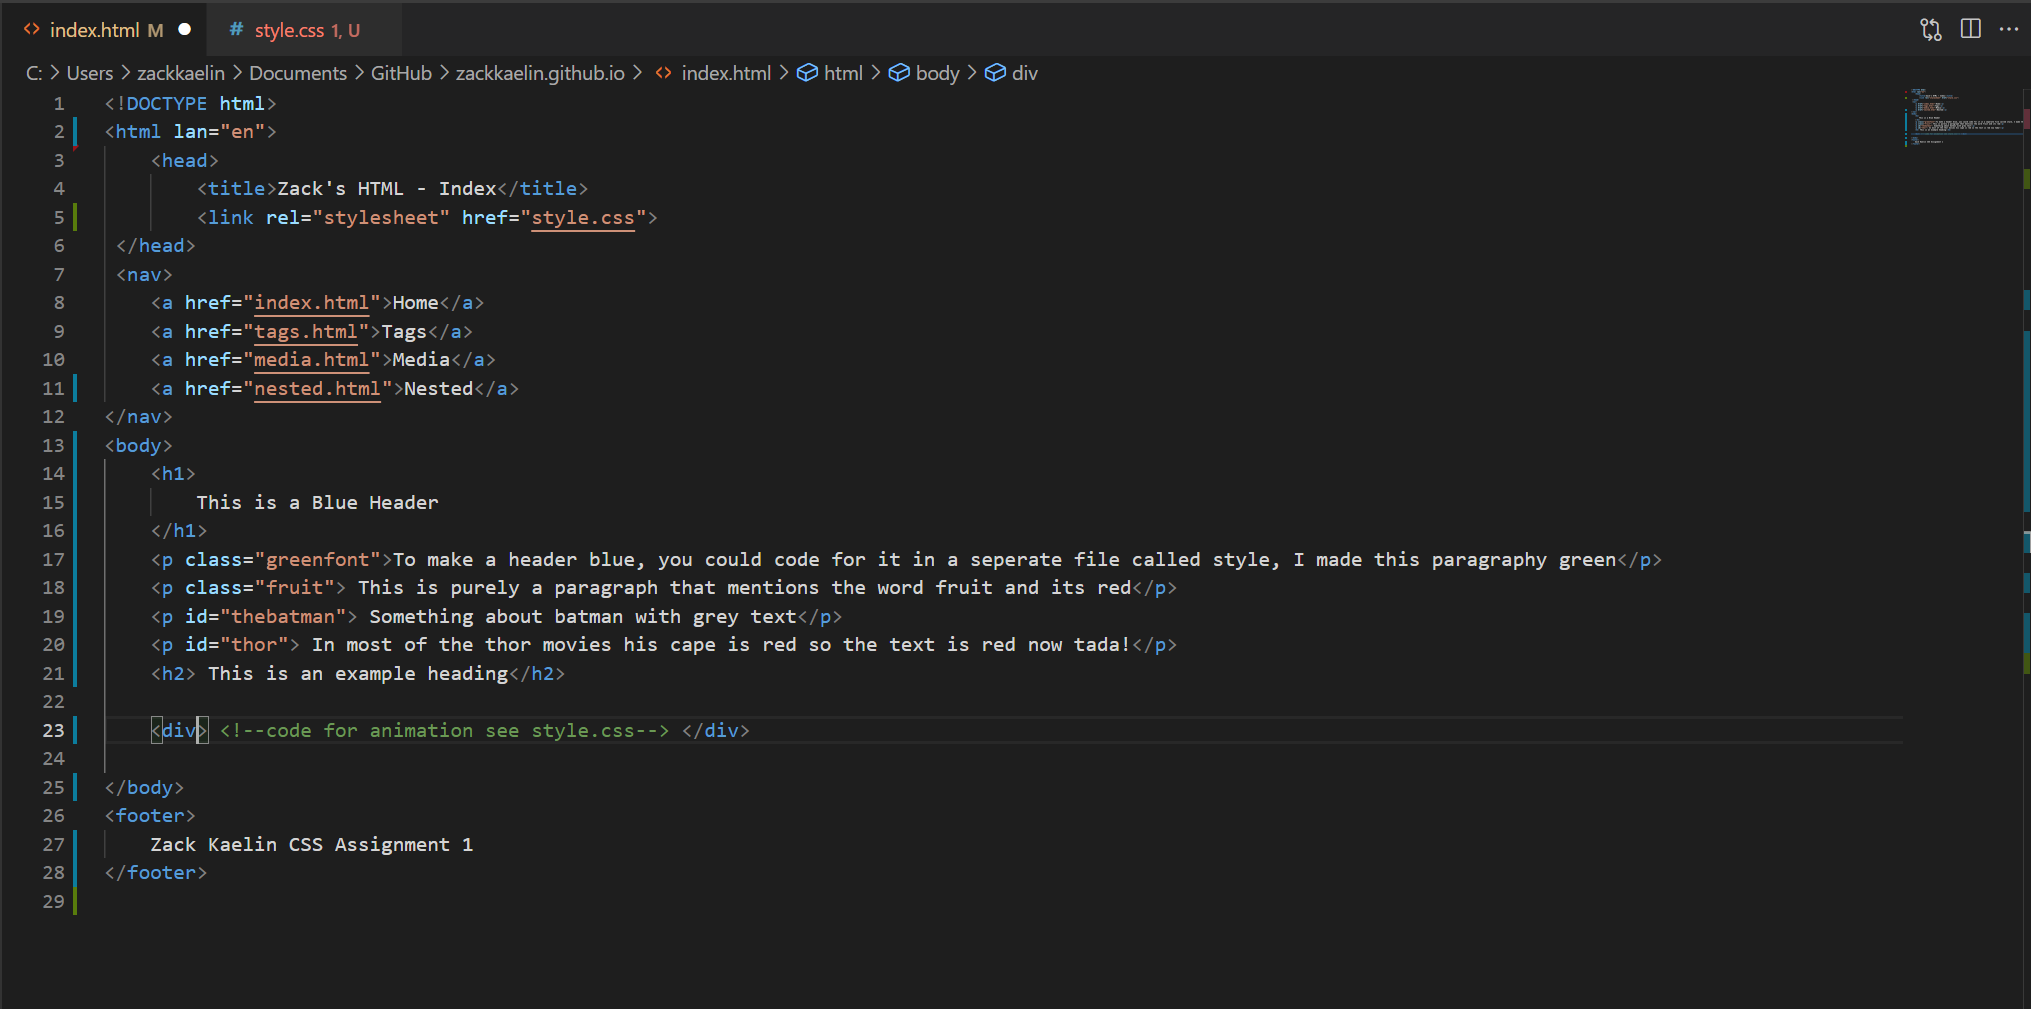 index.html M
# style.css 1, U
C: > Users > zackkaelin > Documents > GitHub > zackkaelin.github.io > index.html > html > body > div
1 <!DOCTYPE html>
2 <html lan="en">
3 <head>
4 <title>Zack's HTML - Index</title>
5 <link rel="stylesheet" href="style.css">
6 </head>
7 <nav>
8 <a href="index.html">Home</a>
9 <a href="tags.html">Tags</a>
10 <a href="media.html">Media</a>
11 <a href="nested.html">Nested</a>
12 </nav>
13 <body>
14 <h1>
15 This is a Blue Header
16 </h1>
17 <p class="greenfont">To make a header blue, you could code for it in a seperate file called style, I made this paragraphy green</p>
18 <p class="fruit"> This is purely a paragraph that mentions the word fruit and its red</p>
19 <p id="thebatman"> Something about batman with grey text</p>
20 <p id="thor"> In most of the thor movies his cape is red so the text is red now tada!</p>
21 <h2> This is an example heading</h2>
22
23 <div> <!--code for animation see style.css--> </div>
24
25 </body>
26 <footer>
27 Zack Kaelin CSS Assignment 1
28 </footer>
29